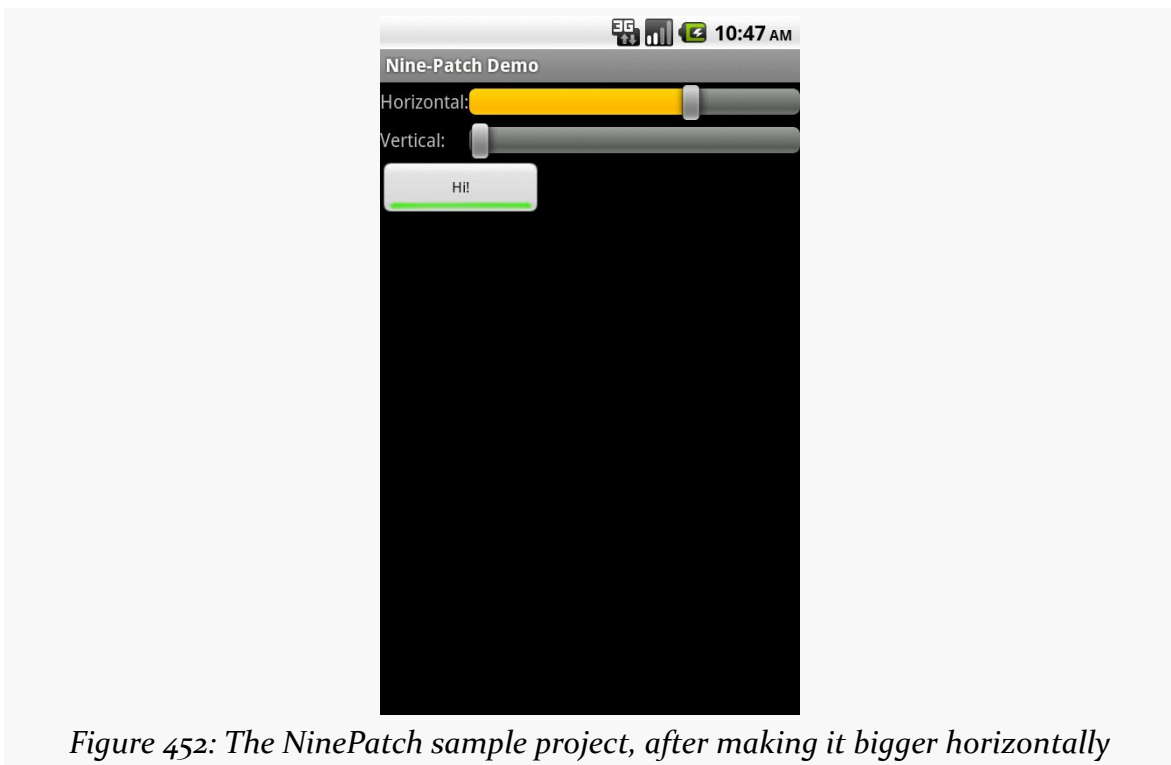 3G 10:47 AM
Nine-Patch Demo
Horizontal:
Vertical:
Hi!
Figure 452: The NinePatch sample project, after making it bigger horizontally